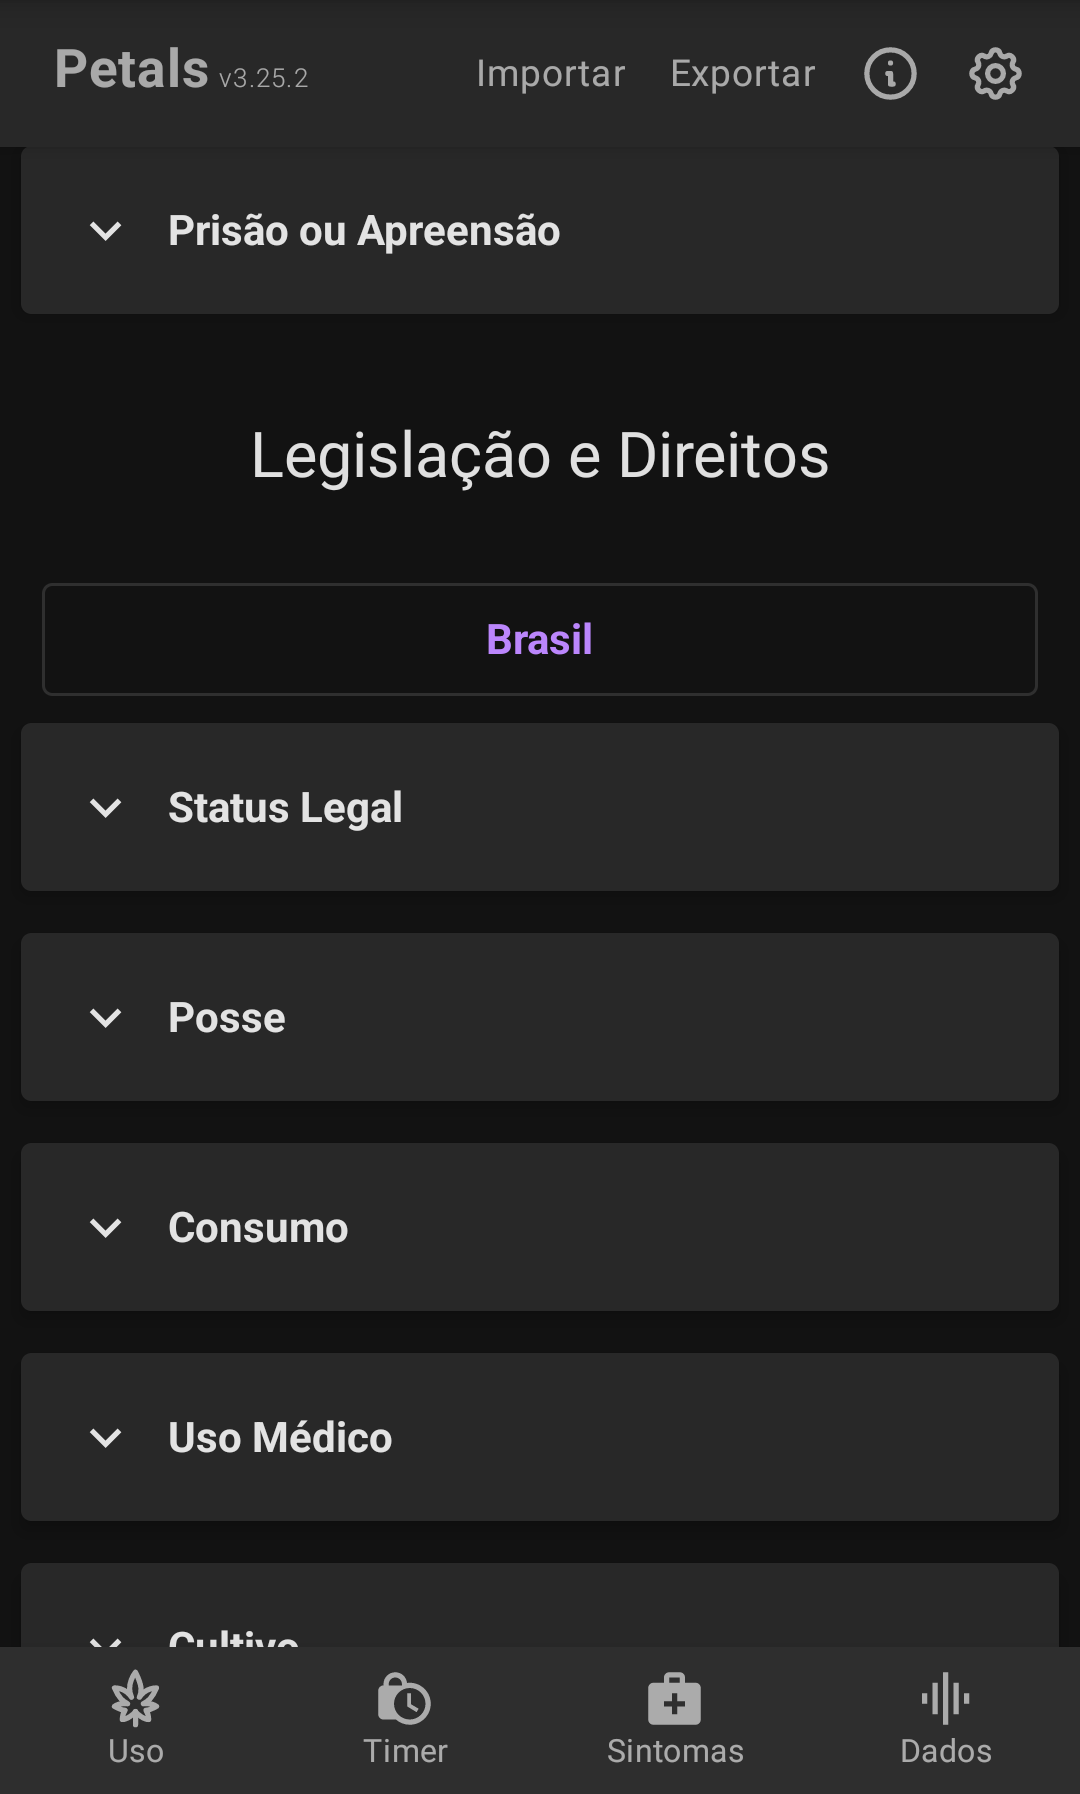 Petals v3.25.2 Importar Exportar
Prisão ou Apreensão
Legislação e Direitos
Brasil
Status Legal
Posse
Consumo
Uso Médico
Cultivo
Uso Timer Sintomas Dados